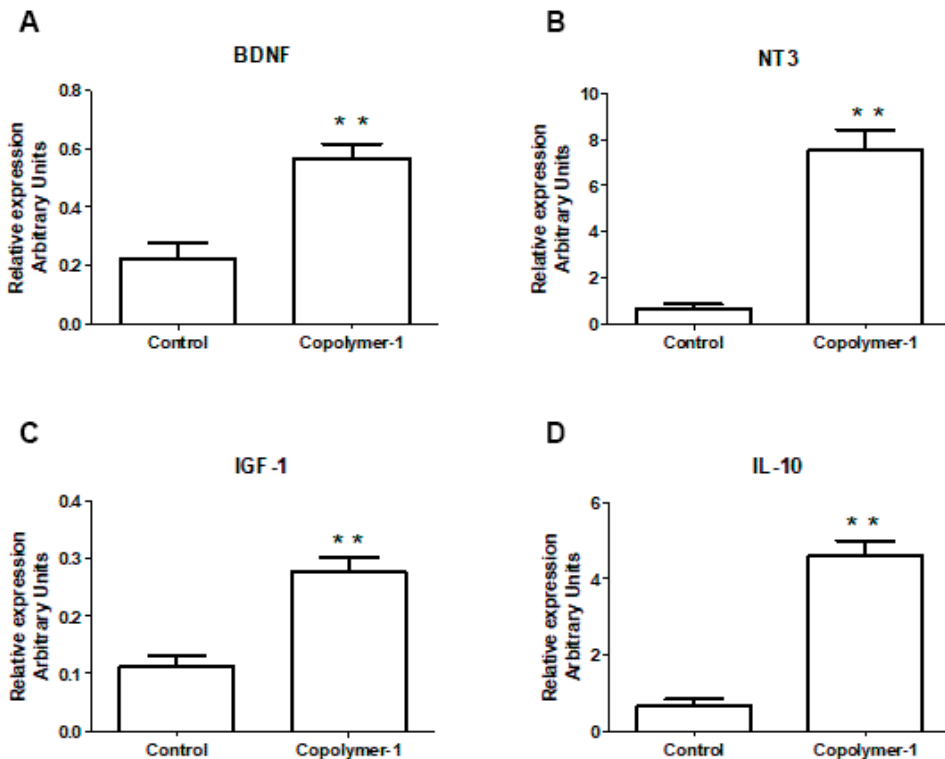 A
BDNF
Relative expression
Arbitrary Units
0.8
0.6
0.4
0.2
0.0
* *
Control
Copolymer-1
B
NT3
Relative expression
Arbitrary Units
10
8
6
4
2
0
* *
Control
Copolymer-1
C
IGF-1
Relative expression
Arbitrary Units
0.4
0.3
0.2
0.1
0.0
* *
Control
Copolymer-1
D
IL-10
Relative expression
Arbitrary Units
6
4
2
0
* *
Control
Copolymer-1